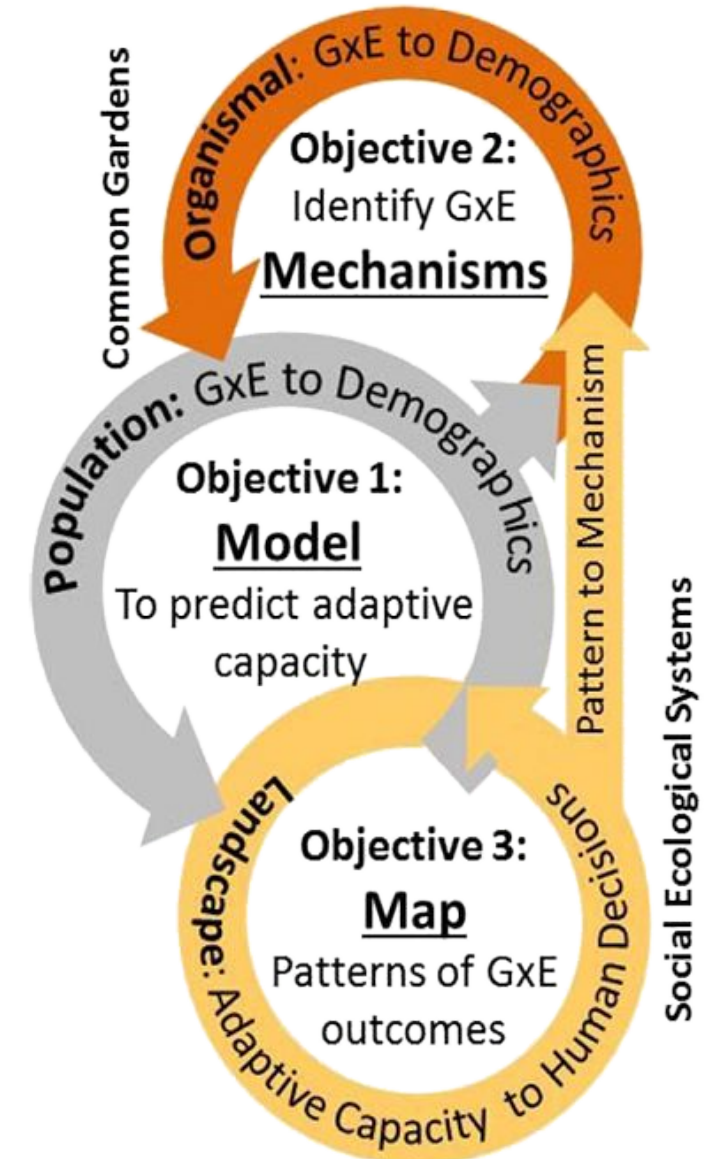 Common Gardens
Organismal: GxE to Demographics
Objective 2:
Identify GxE
Mechanisms
Population: GxE to Demographics
Objective 1:
Model
To predict adaptive
capacity
Pattern to Mechanism
Social Ecological Systems
Landscape: Adaptive Capacity to Human Decisions
Objective 3:
Map
Patterns of GxE
outcomes